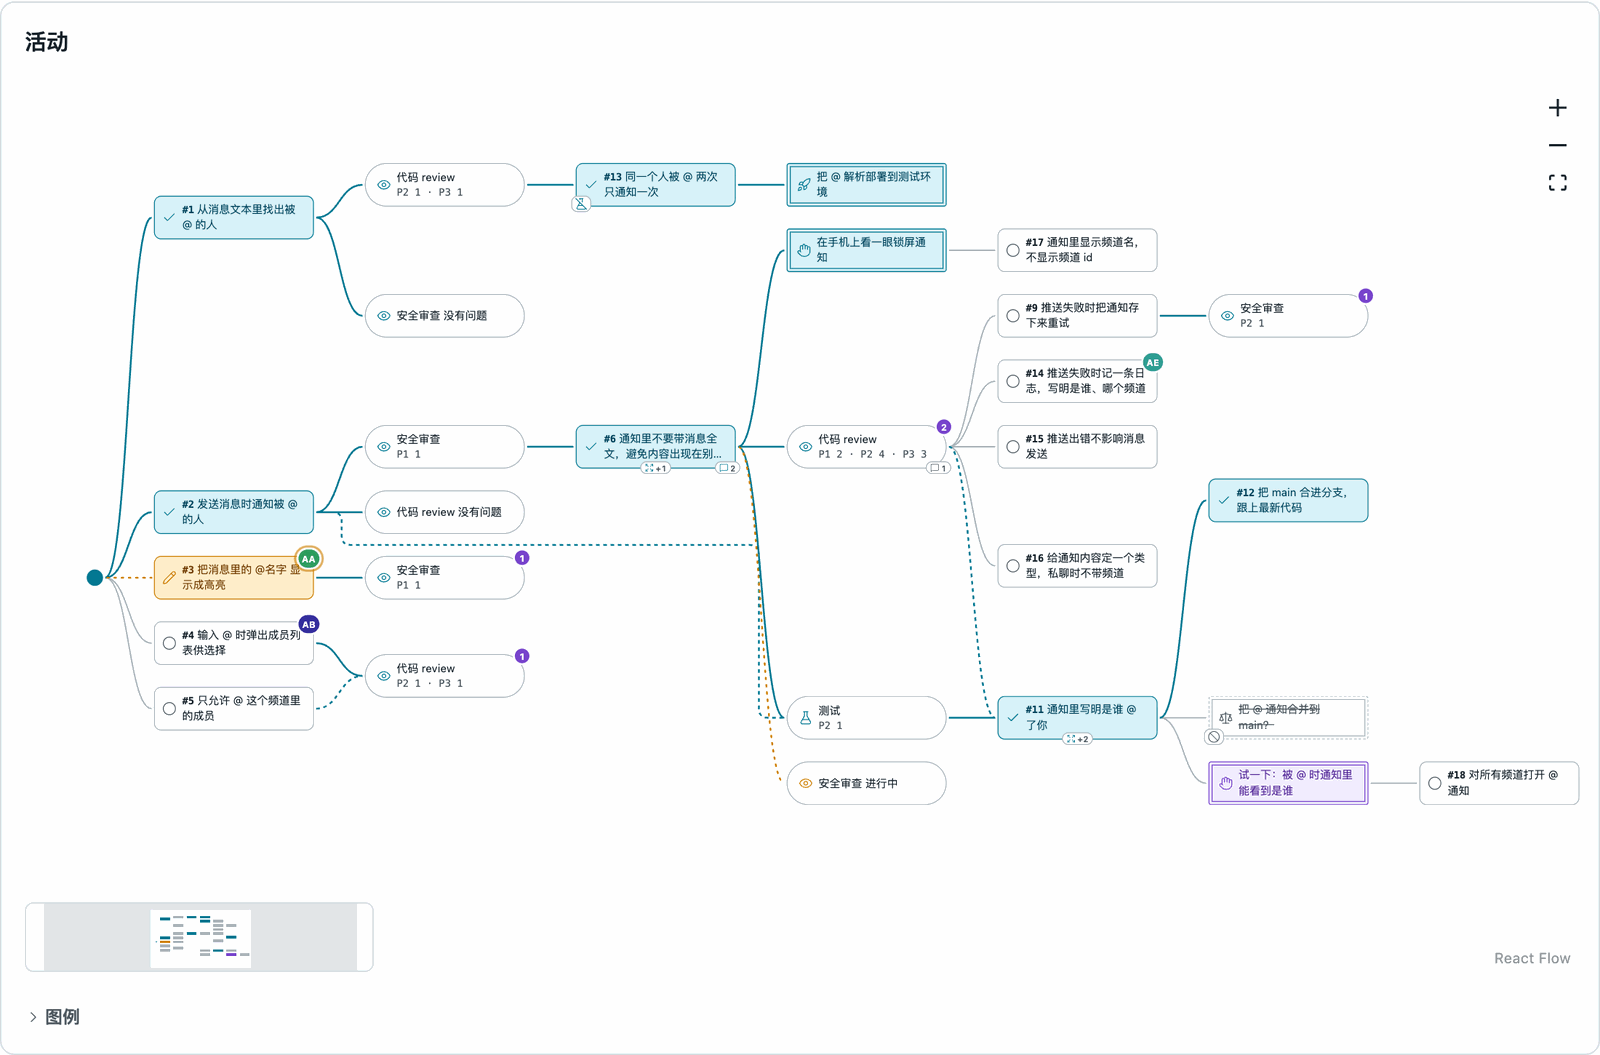 活动
代码 review
P2 1 · P3 1
#13 同一个人被 @ 两次
只通知一次
把 @ 解析部署到测试环
境
#1 从消息文本里找出被
@ 的人
在手机上看一眼锁屏通
知
#17 通知里显示频道名，
不显示频道 id
安全审查 没有问题
#9 推送失败时把通知存
下来重试
安全审查
P2 1
1
#14 推送失败时记一条日
志，写明是谁、哪个频道
AE
安全审查
P1 1
#6 通知里不要带消息全
文，避免内容出现在别...
+1
2
代码 review
P1 2 · P2 4 · P3 3
2
1
#15 推送出错不影响消息
发送
#2 发送消息时通知被 @
的人
代码 review 没有问题
#12 把 main 合进分支，
跟上最新代码
#3 把消息里的 @名字 显
示成高亮
AA
安全审查
P1 1
1
#16 给通知内容定一个类
型，私聊时不带频道
#4 输入 @ 时弹出成员列
表供选择
AB
代码 review
P2 1 · P3 1
1
#5 只允许 @ 这个频道里
的成员
测试
P2 1
#11 通知里写明是谁 @
了你
+2
把 @ 通知合并到
main?
安全审查 进行中
试一下：被 @ 时通知里
能看到是谁
#18 对所有频道打开 @
通知
React Flow
图例